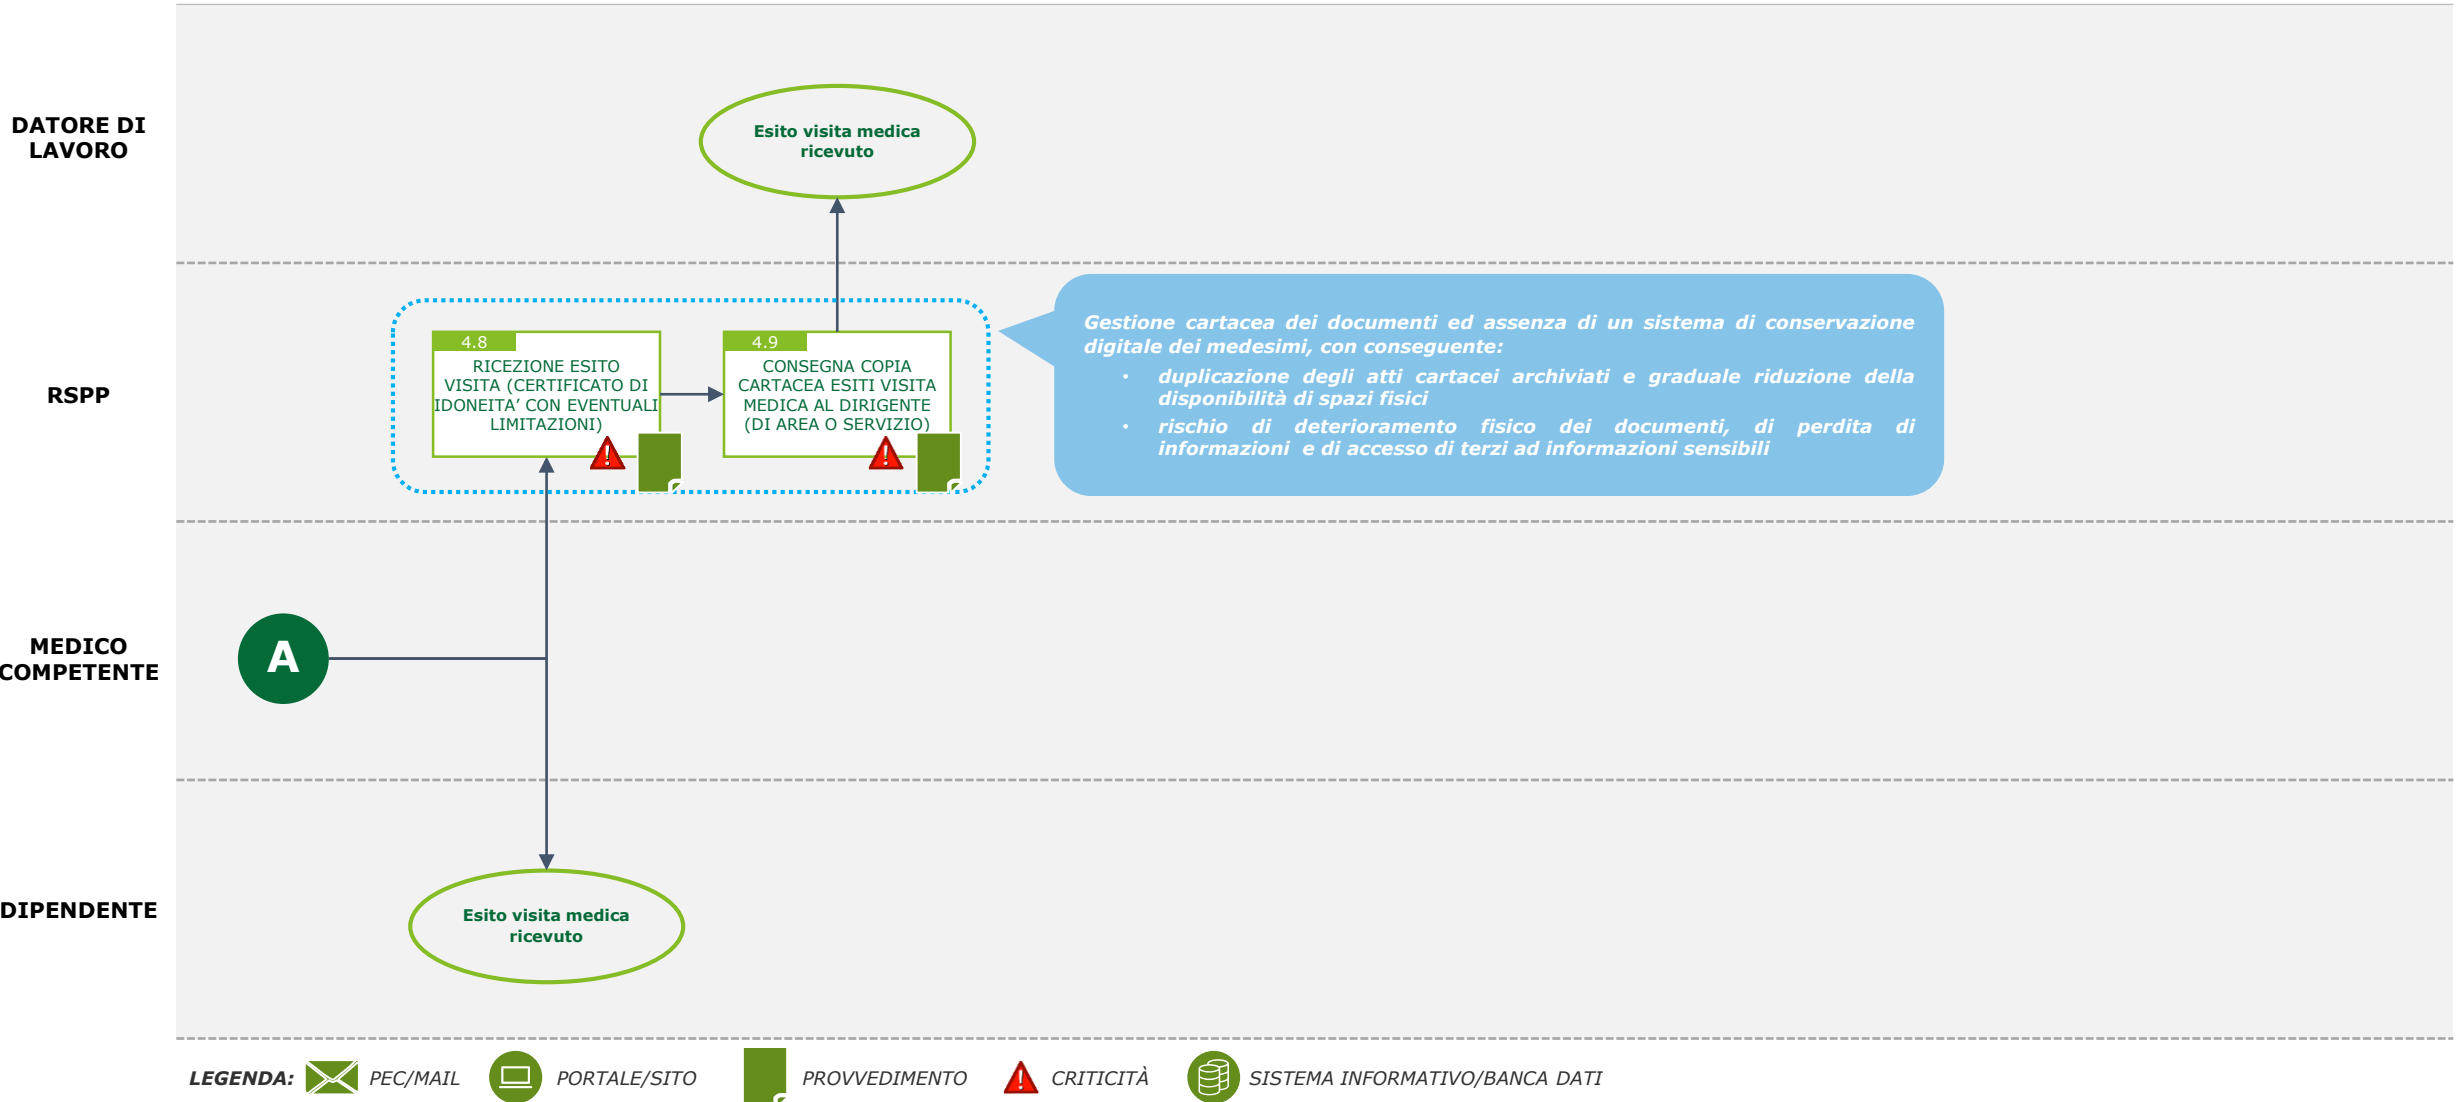 DATORE DI
LAVORO
Esito visita medica
ricevuto
RSPP
4.8
RICEZIONE ESITO
VISITA (CERTIFICATO DI
IDONEITA’ CON EVENTUALI
LIMITAZIONI)
4.9
CONSEGNA COPIA
CARTACEA ESITI VISITA
MEDICA AL DIRIGENTE
(DI AREA O SERVIZIO)
Gestione cartacea dei documenti ed assenza di un sistema di conservazione
digitale dei medesimi, con conseguente:
• duplicazione degli atti cartacei archiviati e graduale riduzione della
disponibilità di spazi fisici
• rischio di deterioramento fisico dei documenti, di perdita di
informazioni e di accesso di terzi ad informazioni sensibili
MEDICO
COMPETENTE
A
DIPENDENTE
Esito visita medica
ricevuto
LEGENDA: PEC/MAIL PORTALE/SITO PROVVEDIMENTO CRITICITÀ SISTEMA INFORMATIVO/BANCA DATI